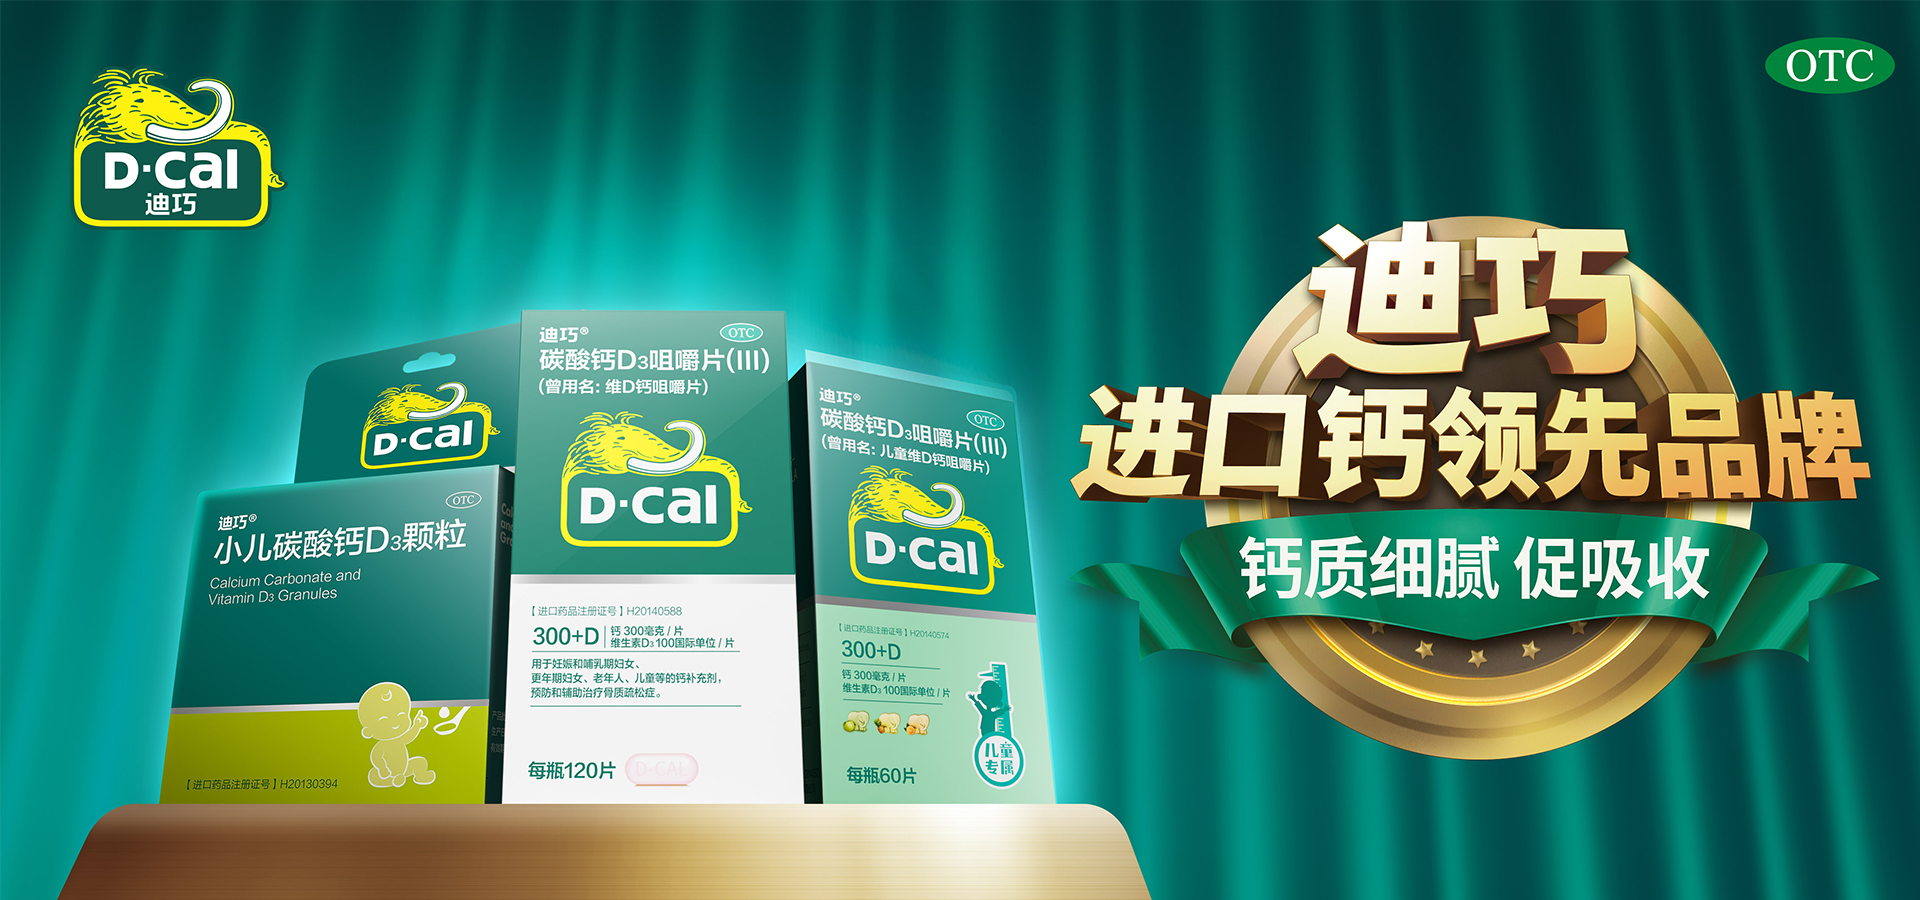 OTC
D·Cal
迪巧
迪巧
进口钙领先品牌
钙质细腻 促吸收
D·Cal
迪巧®
OTC
小儿碳酸钙D₃颗粒
Calcium Carbonate and
Vitamin D₃ Granules
【进口药品注册证号】H20130394
迪巧®
OTC
碳酸钙D₃咀嚼片(III)
(曾用名: 维D钙咀嚼片)
D·Cal
【进口药品注册证号】H20140588
300+D
钙 300毫克 / 片
维生素D₃ 100国际单位 / 片
用于妊娠和哺乳期妇女、
更年期妇女、老年人、儿童等的钙补充剂，
预防和辅助治疗骨质疏松症。
每瓶120片
D-CAL
迪巧®
OTC
碳酸钙D₃咀嚼片(III)
(曾用名: 儿童维D钙咀嚼片)
D·Cal
【进口药品注册证号】H20140574
300+D
钙 300毫克 / 片
维生素D₃ 100国际单位 / 片
儿童
专属
每瓶60片